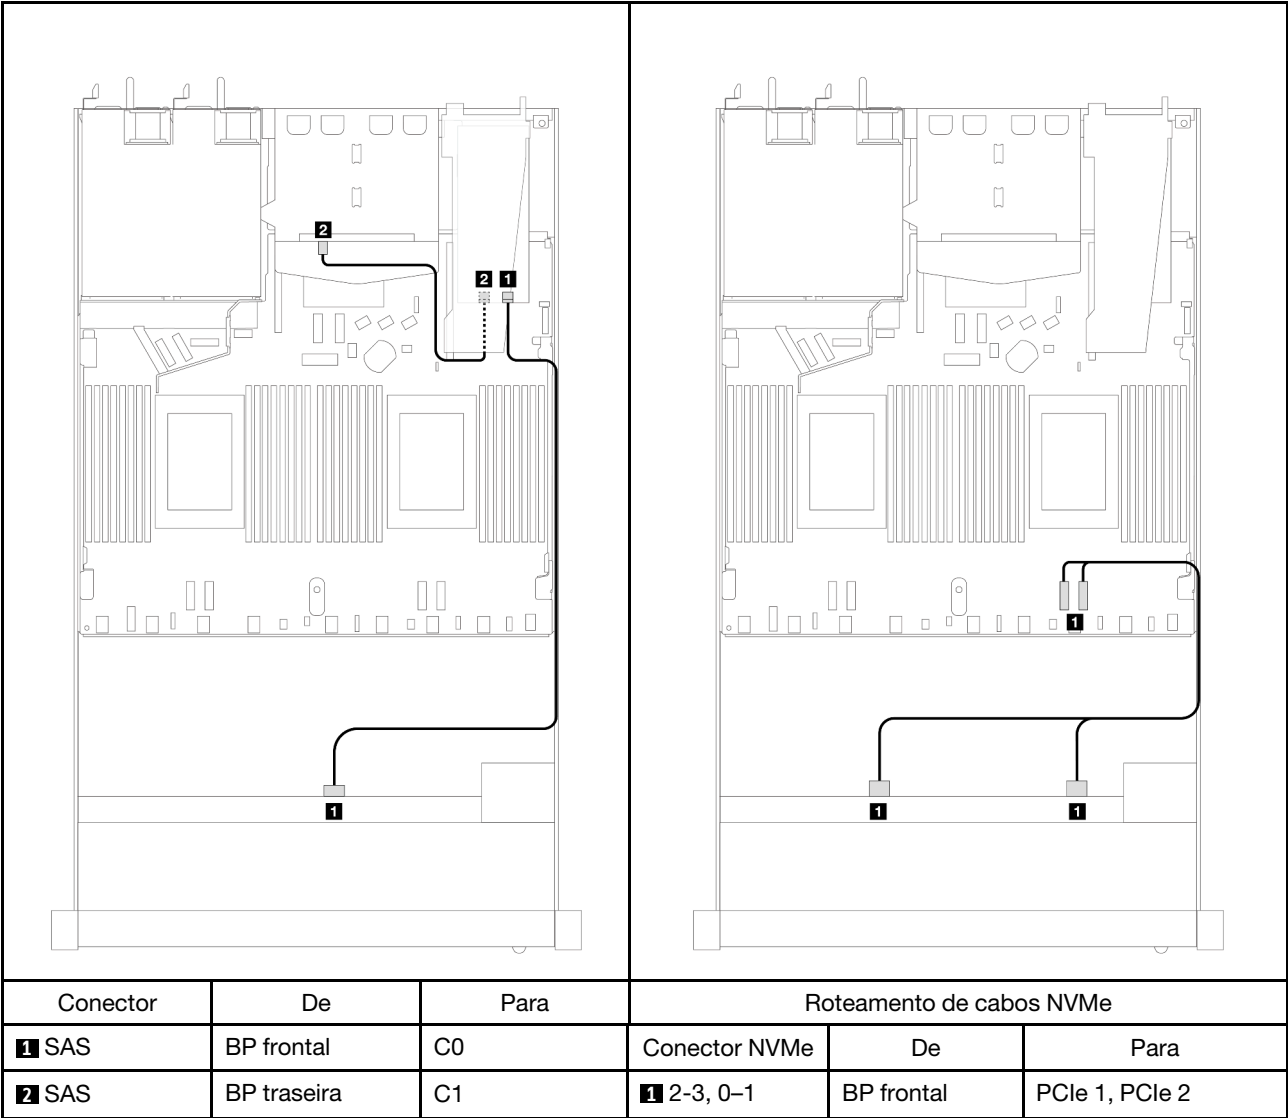 2
2 1
1
1
1 1
Conector De Para Roteamento de cabos NVMe
1 SAS BP frontal C0 Conector NVMe De Para
2 SAS BP traseira C1 1 2-3, 0–1 BP frontal PCIe 1, PCIe 2